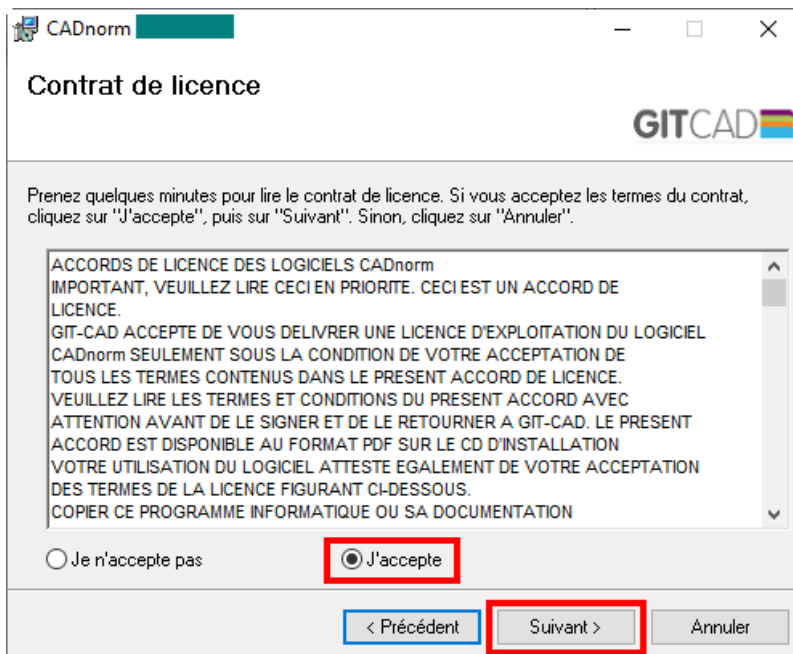 CADnorm
Contrat de licence
GITCAD
Prenez quelques minutes pour lire le contrat de licence. Si vous acceptez les termes du contrat,
cliquez sur "J'accepte", puis sur "Suivant". Sinon, cliquez sur "Annuler".
ACCORDS DE LICENCE DES LOGICIELS CADnorm
IMPORTANT, VEUILLEZ LIRE CECI EN PRIORITE. CECI EST UN ACCORD DE
LICENCE.
GIT-CAD ACCEPTE DE VOUS DELIVRER UNE LICENCE D'EXPLOITATION DU LOGICIEL
CADnorm SEULEMENT SOUS LA CONDITION DE VOTRE ACCEPTATION DE
TOUS LES TERMES CONTENUS DANS LE PRESENT ACCORD DE LICENCE.
VEUILLEZ LIRE LES TERMES ET CONDITIONS DU PRESENT ACCORD AVEC
ATTENTION AVANT DE LE SIGNER ET DE LE RETOURNER A GIT-CAD. LE PRESENT
ACCORD EST DISPONIBLE AU FORMAT PDF SUR LE CD D'INSTALLATION
VOTRE UTILISATION DU LOGICIEL ATTESTE EGALEMENT DE VOTRE ACCEPTATION
DES TERMES DE LA LICENCE FIGURANT CI-DESSOUS.
COPIER CE PROGRAMME INFORMATIQUE OU SA DOCUMENTATION
Je n'accepte pas J'accepte
< Précédent Suivant > Annuler